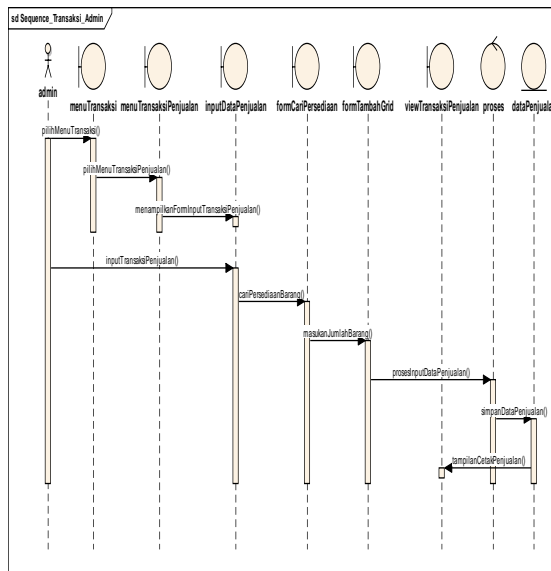 sd Sequence_Transaksi_Admin
admin
menuTransaksi
menuTransaksiPenjualan
inputDataPenjualan
formCariPersediaan
formTambahGrid
viewTransaksiPenjualan
proses
dataPenjuala
pilihMenuTransaksi()
pilihMenuTransaksiPenjualan()
menampilkanFormInputTransaksiPenjualan()
inputTransaksiPenjualan()
cariPersediaanBarang()
masukanJumlahBarang()
prosesInputDataPenjualan()
simpanDataPenjualan()
tampilanCetakPenjualan()